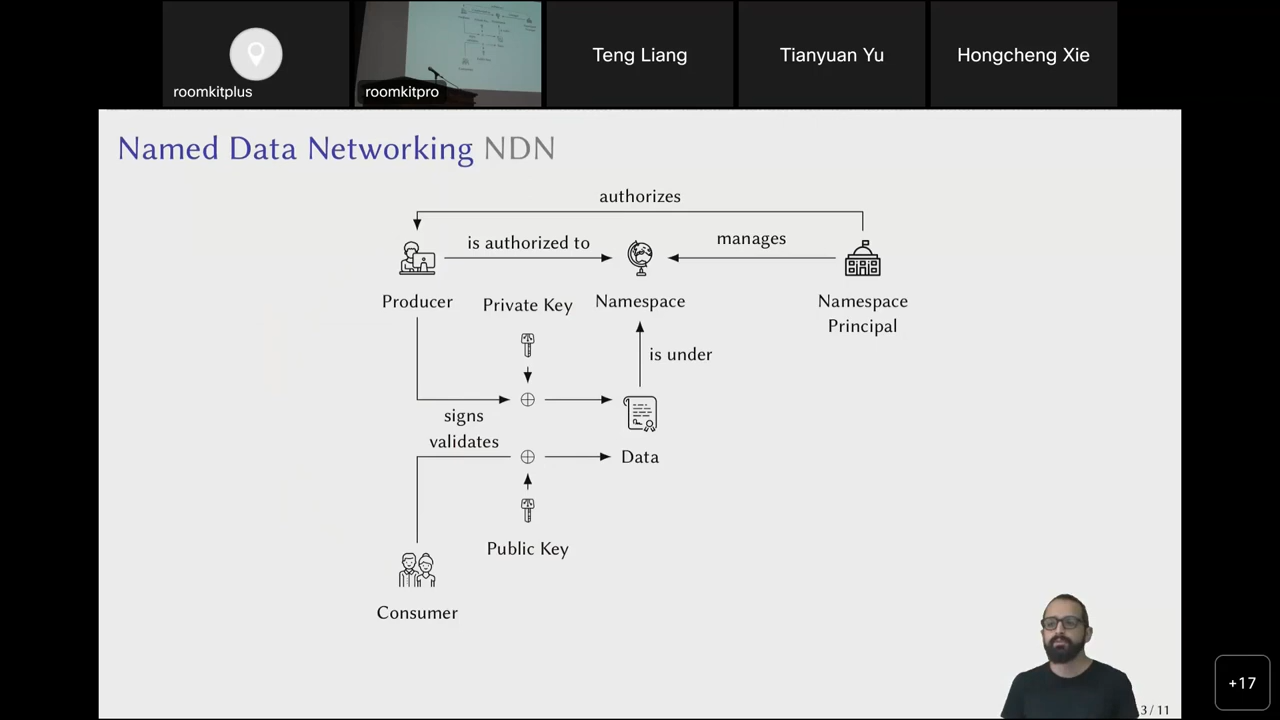 roomkitplus
roomkitpro
Teng Liang
Tianyuan Yu
Hongcheng Xie
Named Data Networking NDN
authorizes
is authorized to
manages
Producer
Private Key
Namespace
Namespace
Principal
is under
signs
validates
Data
Public Key
Consumer
+17
3 / 11